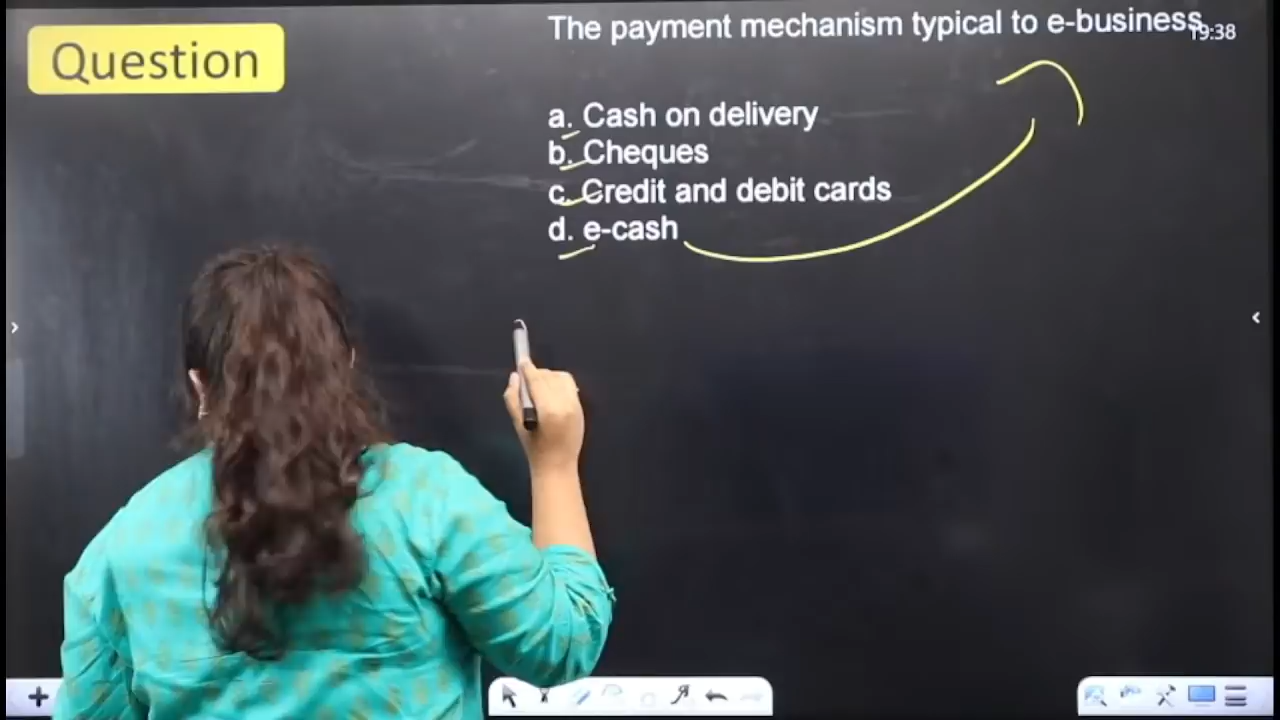 Question
The payment mechanism typical to e-business
19:38
a. Cash on delivery
b. Cheques
c. Credit and debit cards
d. e-cash